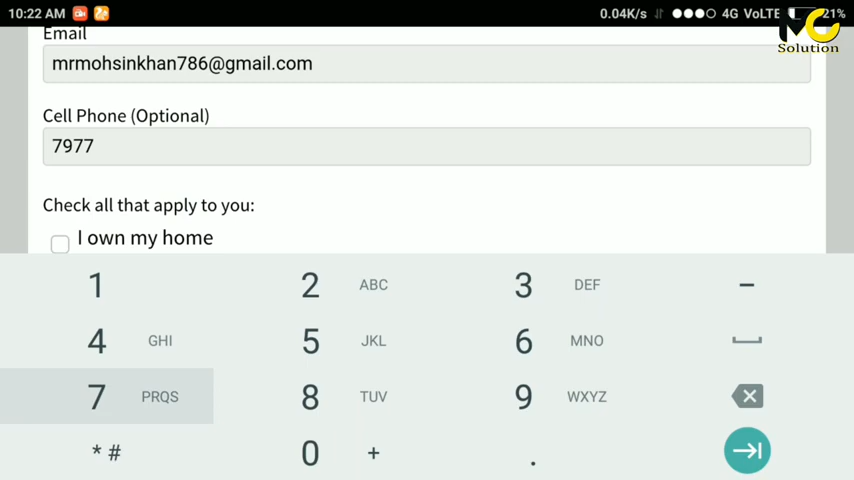 10:22 AM 0.04K/s 4G VoLTE 21%
MC Solution
Email
mrmohsinkhan786@gmail.com
Cell Phone (Optional)
7977
Check all that apply to you:
I own my home
1 2 ABC 3 DEF -
4 GHI 5 JKL 6 MNO
7 PRQS 8 TUV 9 WXYZ
* # 0 + .